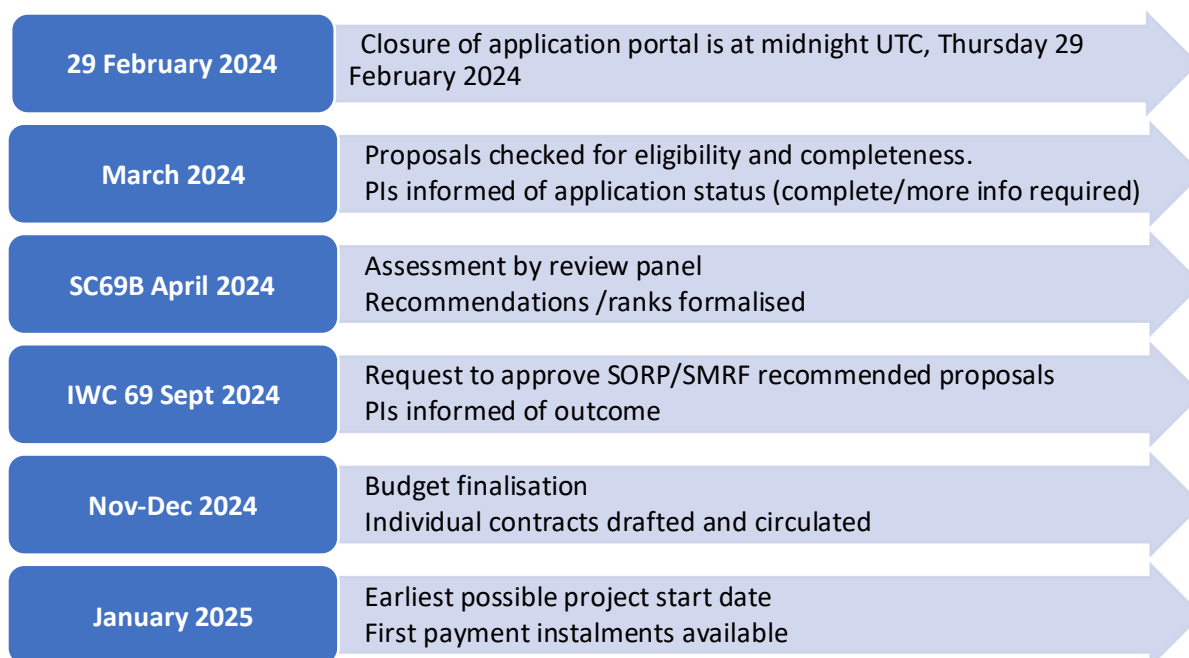 29 February 2024
Closure of application portal is at midnight UTC, Thursday 29
February 2024
March 2024
Proposals checked for eligibility and completeness.
PIs informed of application status (complete/more info required)
SC69B April 2024
Assessment by review panel
Recommendations /ranks formalised
IWC 69 Sept 2024
Request to approve SORP/SMRF recommended proposals
PIs informed of outcome
Nov-Dec 2024
Budget finalisation
Individual contracts drafted and circulated
January 2025
Earliest possible project start date
First payment instalments available